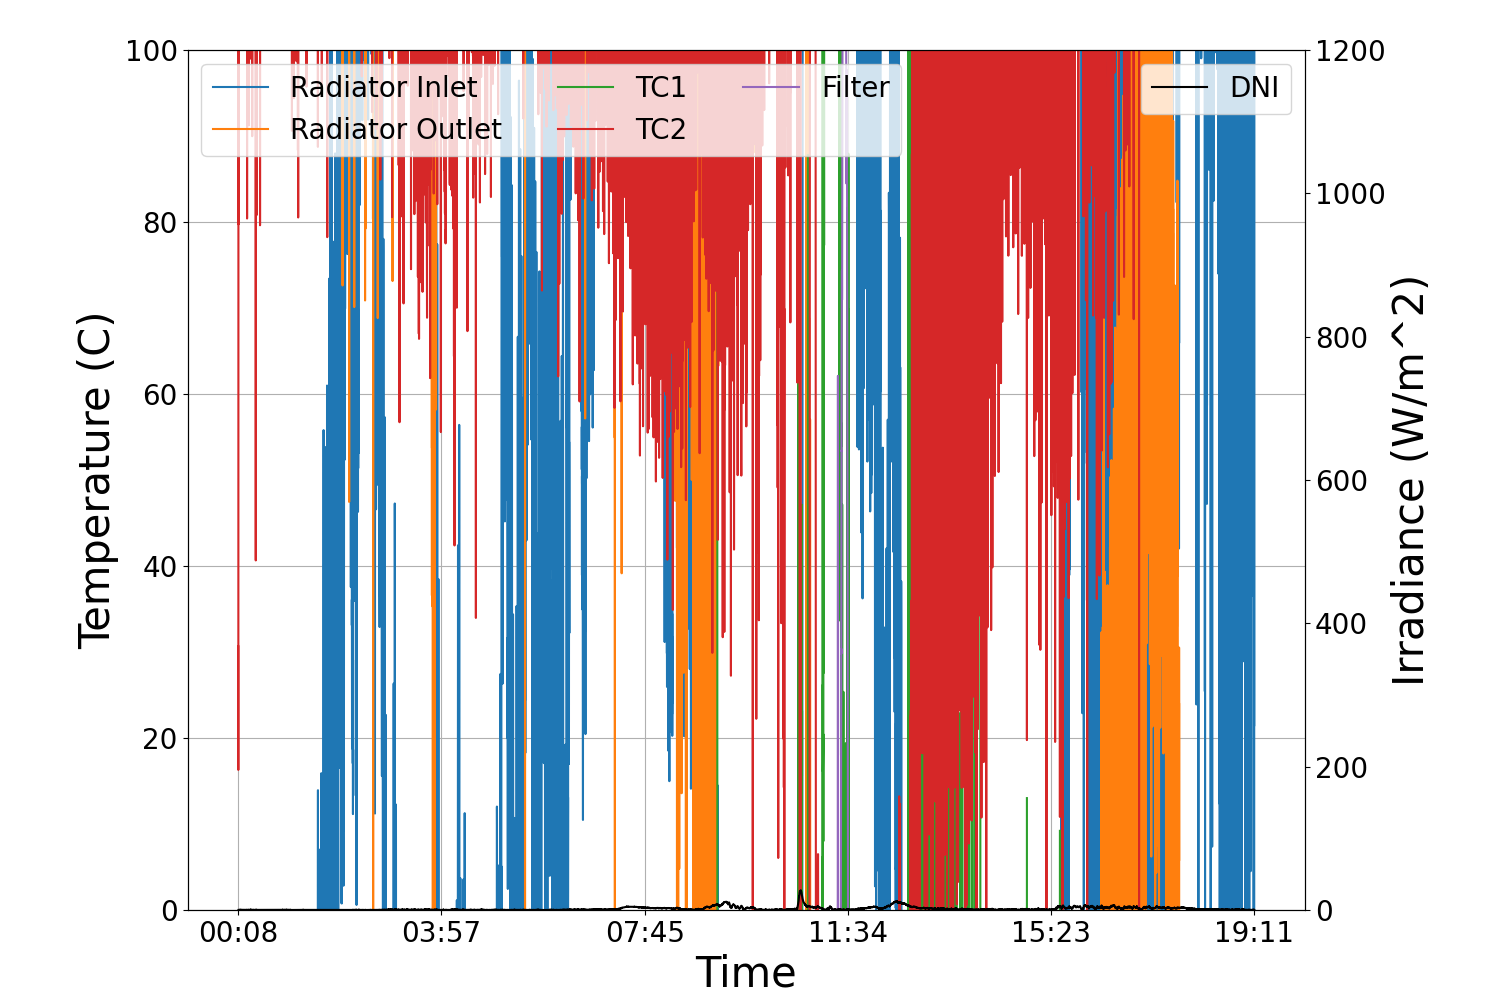 Radiator Inlet
Radiator Outlet
TC1
TC2
Filter
DNI
100
80
60
40
20
0
Temperature (C)
1200
1000
800
600
400
200
0
Irradiance (W/m^2)
00:08 03:57 07:45 11:34 15:23 19:11
Time